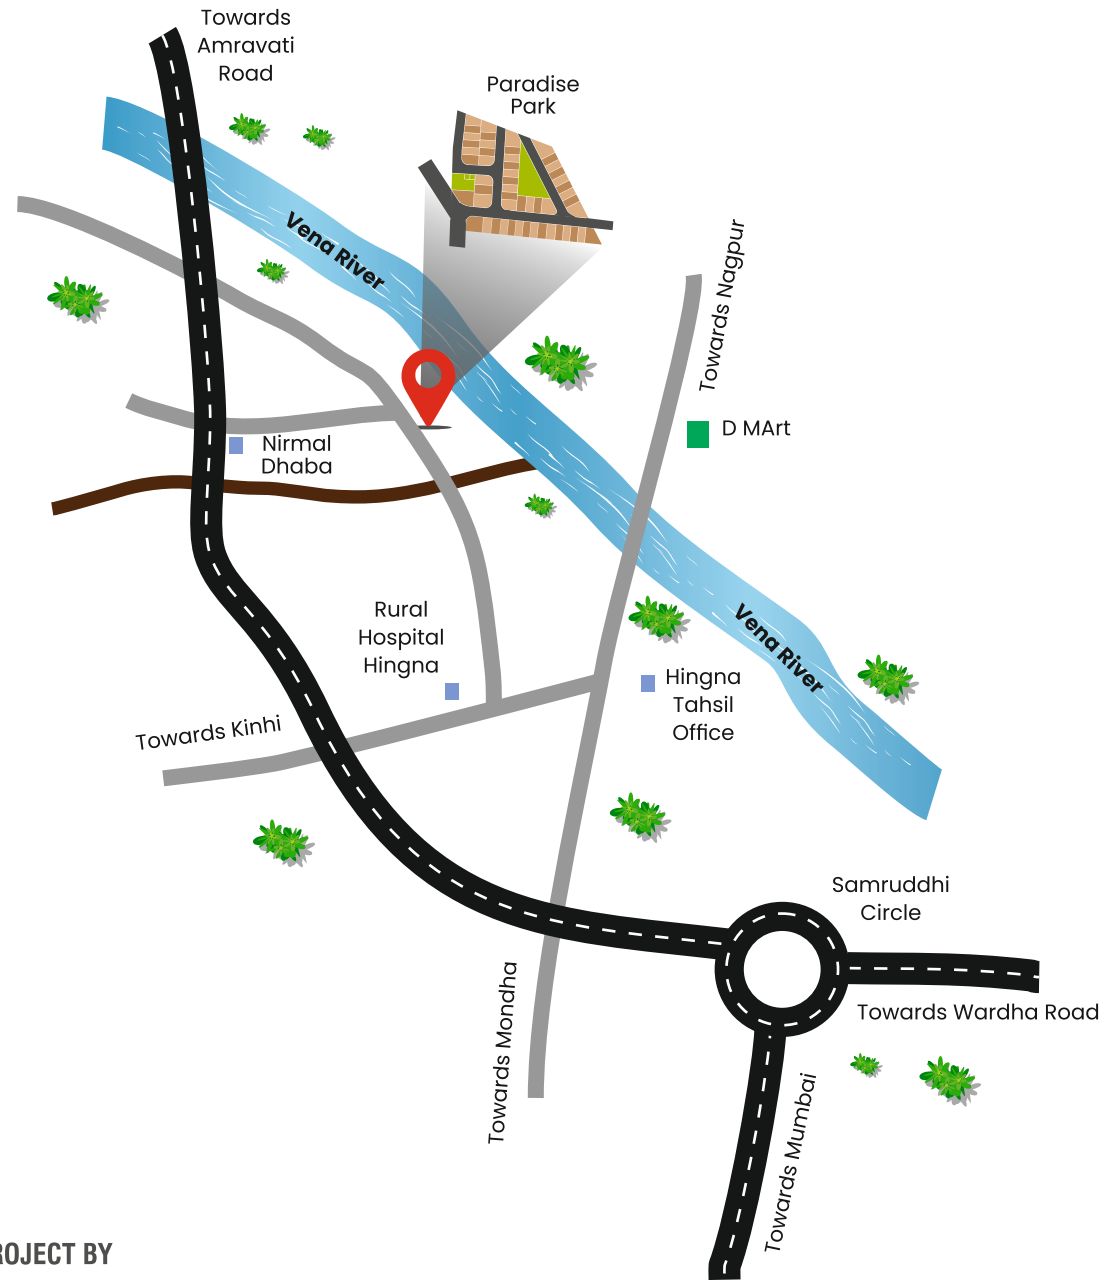 Towards
Amravati
Road
Paradise
Park
Vena River
Towards Nagpur
D MArt
Nirmal
Dhaba
Rural
Hospital
Hingna
Vena River
Hingna
Tahsil
Office
Towards Kinhi
Samruddhi
Circle
Towards Mondha
Towards Wardha Road
Towards Mumbai
ROJECT BY